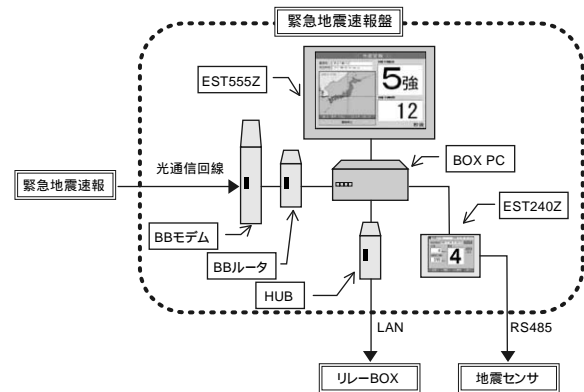 緊急地震速報盤
EST555Z
5強
12
BOX PC
光通信回線
緊急地震速報
EST240Z
4
BBモデム
BBルータ
HUB
LAN
RS485
リレーBOX
地震センサ